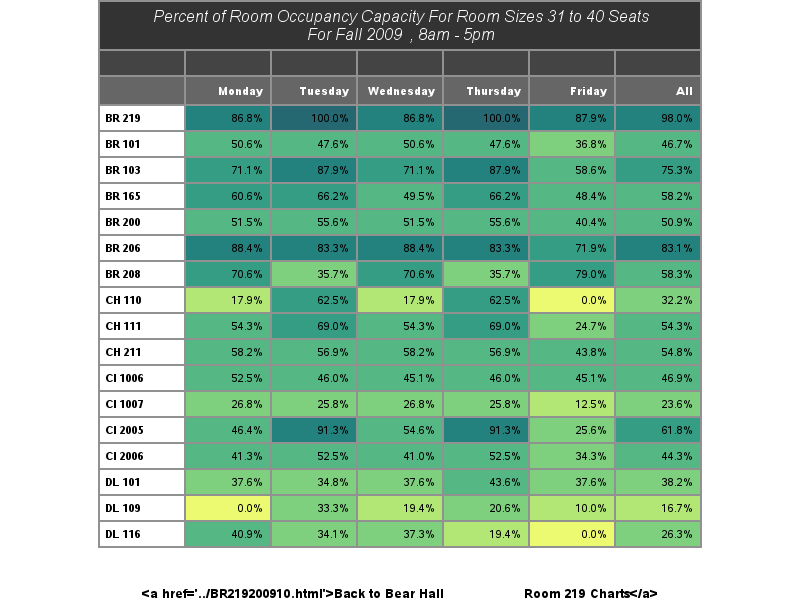 Percent of Room Occupancy Capacity For Room Sizes 31 to 40 Seats
For Fall 2009 , 8am - 5pm
Monday Tuesday Wednesday Thursday Friday All
BR 219 86.8% 100.0% 86.8% 100.0% 87.9% 98.0%
BR 101 50.6% 47.6% 50.6% 47.6% 36.8% 46.7%
BR 103 71.1% 87.9% 71.1% 87.9% 58.6% 75.3%
BR 165 60.6% 66.2% 49.5% 66.2% 48.4% 58.2%
BR 200 51.5% 55.6% 51.5% 55.6% 40.4% 50.9%
BR 206 88.4% 83.3% 88.4% 83.3% 71.9% 83.1%
BR 208 70.6% 35.7% 70.6% 35.7% 79.0% 58.3%
CH 110 17.9% 62.5% 17.9% 62.5% 0.0% 32.2%
CH 111 54.3% 69.0% 54.3% 69.0% 24.7% 54.3%
CH 211 58.2% 56.9% 58.2% 56.9% 43.8% 54.8%
CI 1006 52.5% 46.0% 45.1% 46.0% 45.1% 46.9%
CI 1007 26.8% 25.8% 26.8% 25.8% 12.5% 23.6%
CI 2005 46.4% 91.3% 54.6% 91.3% 25.6% 61.8%
CI 2006 41.3% 52.5% 41.0% 52.5% 34.3% 44.3%
DL 101 37.6% 34.8% 37.6% 43.6% 37.6% 38.2%
DL 109 0.0% 33.3% 19.4% 20.6% 10.0% 16.7%
DL 116 40.9% 34.1% 37.3% 19.4% 0.0% 26.3%
<a href='../BR219200910.html'>Back to Bear Hall Room 219 Charts</a>